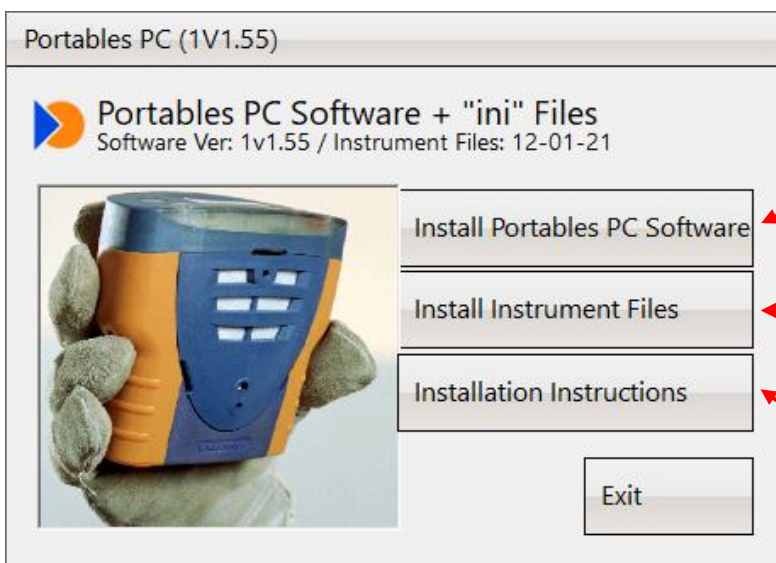 Portables PC (1V1.55)
Portables PC Software + "ini" Files
Software Ver: 1v1.55 / Instrument Files: 12-01-21
Install Portables PC Software
Install Instrument Files
Installation Instructions
Exit